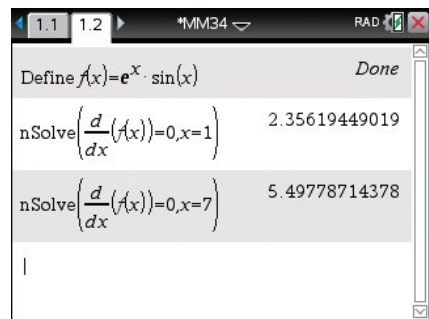 1.1 1.2 *MM34 RAD
Define f(x)=e^x · sin(x) Done
nSolve(d/dx(f(x))=0,x=1) 2.35619449019
nSolve(d/dx(f(x))=0,x=7) 5.49778714378